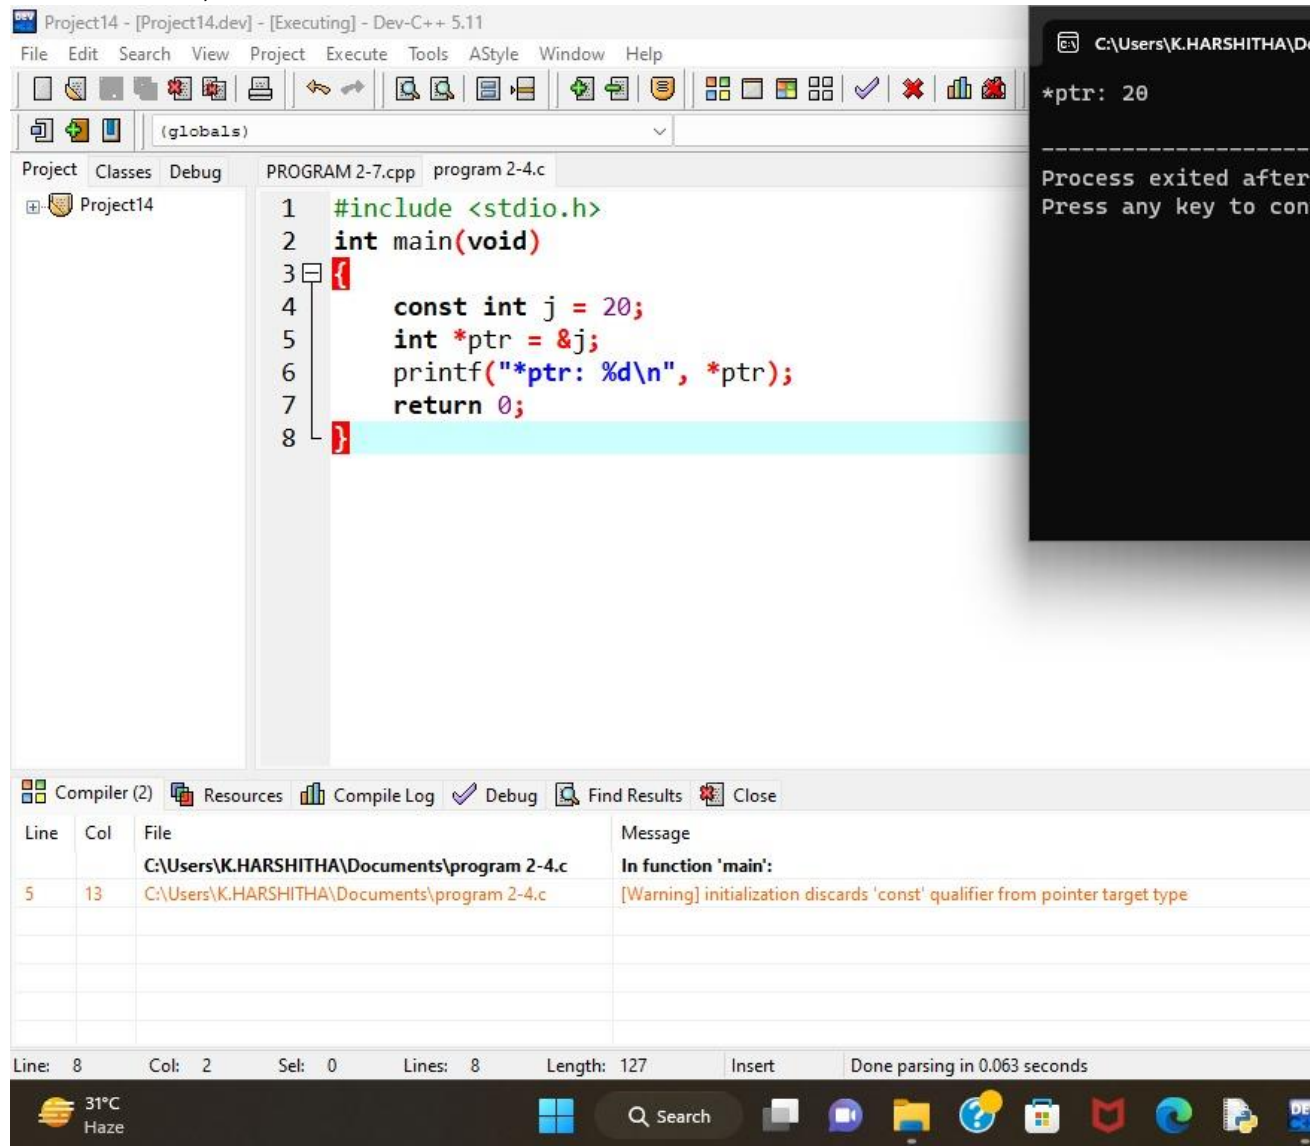 Project14 - [Project14.dev] - [Executing] - Dev-C++ 5.11
File Edit Search View Project Execute Tools AStyle Window Help
(globals)
Project Classes Debug
Project14
PROGRAM 2-7.cpp program 2-4.c
1 #include <stdio.h>
2 int main(void)
3 {
4 const int j = 20;
5 int *ptr = &j;
6 printf("*ptr: %d\n", *ptr);
7 return 0;
8 }
C:\Users\K.HARSHITHA\Do
*ptr: 20
--------------------
Process exited after
Press any key to con
Compiler (2) Resources Compile Log Debug Find Results Close
Line Col File Message
C:\Users\K.HARSHITHA\Documents\program 2-4.c In function 'main':
5 13 C:\Users\K.HARSHITHA\Documents\program 2-4.c [Warning] initialization discards 'const' qualifier from pointer target type
Line: 8 Col: 2 Sel: 0 Lines: 8 Length: 127 Insert Done parsing in 0.063 seconds
31°C
Haze
Search